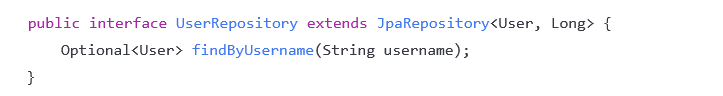 public interface UserRepository extends JpaRepository<User, Long> {
    Optional<User> findByUsername(String username);
}